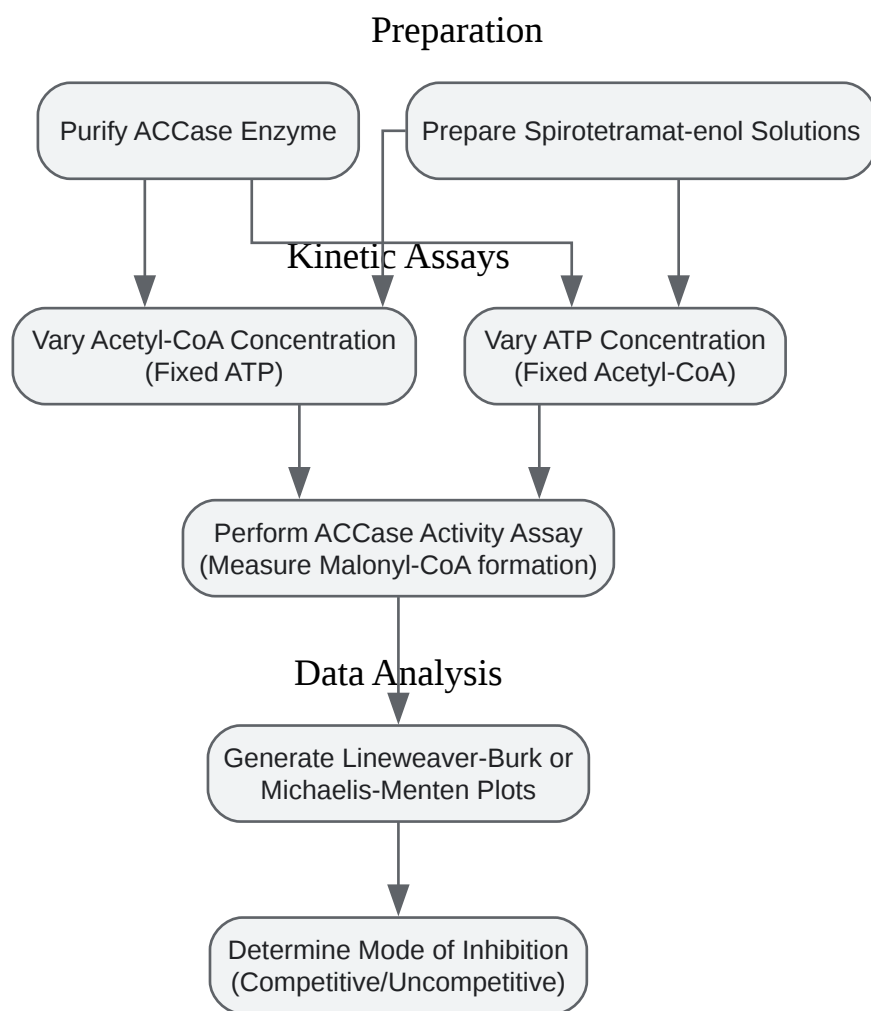 Preparation
Purify ACCase Enzyme
Prepare Spirotetramat-enol Solutions
Kinetic Assays
Vary Acetyl-CoA Concentration
(Fixed ATP)
Vary ATP Concentration
(Fixed Acetyl-CoA)
Perform ACCase Activity Assay
(Measure Malonyl-CoA formation)
Data Analysis
Generate Lineweaver-Burk or
Michaelis-Menten Plots
Determine Mode of Inhibition
(Competitive/Uncompetitive)